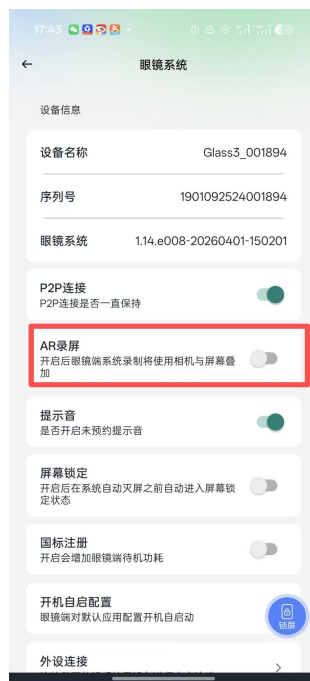 17:43
眼镜系统
设备信息
设备名称 Glass3_001894
序列号 1901092524001894
眼镜系统 1.14.e008-20260401-150201
P2P连接
P2P连接是否一直保持
AR录屏
开启后眼镜端系统录制将使用相机与屏幕叠
加
提示音
是否开启未预约提示音
屏幕锁定
开启后在系统自动灭屏之前自动进入屏幕锁
定状态
国标注册
开启会增加眼镜端待机功耗
开机自启配置
眼镜端对默认应用配置开机自启动
锁屏
外设连接